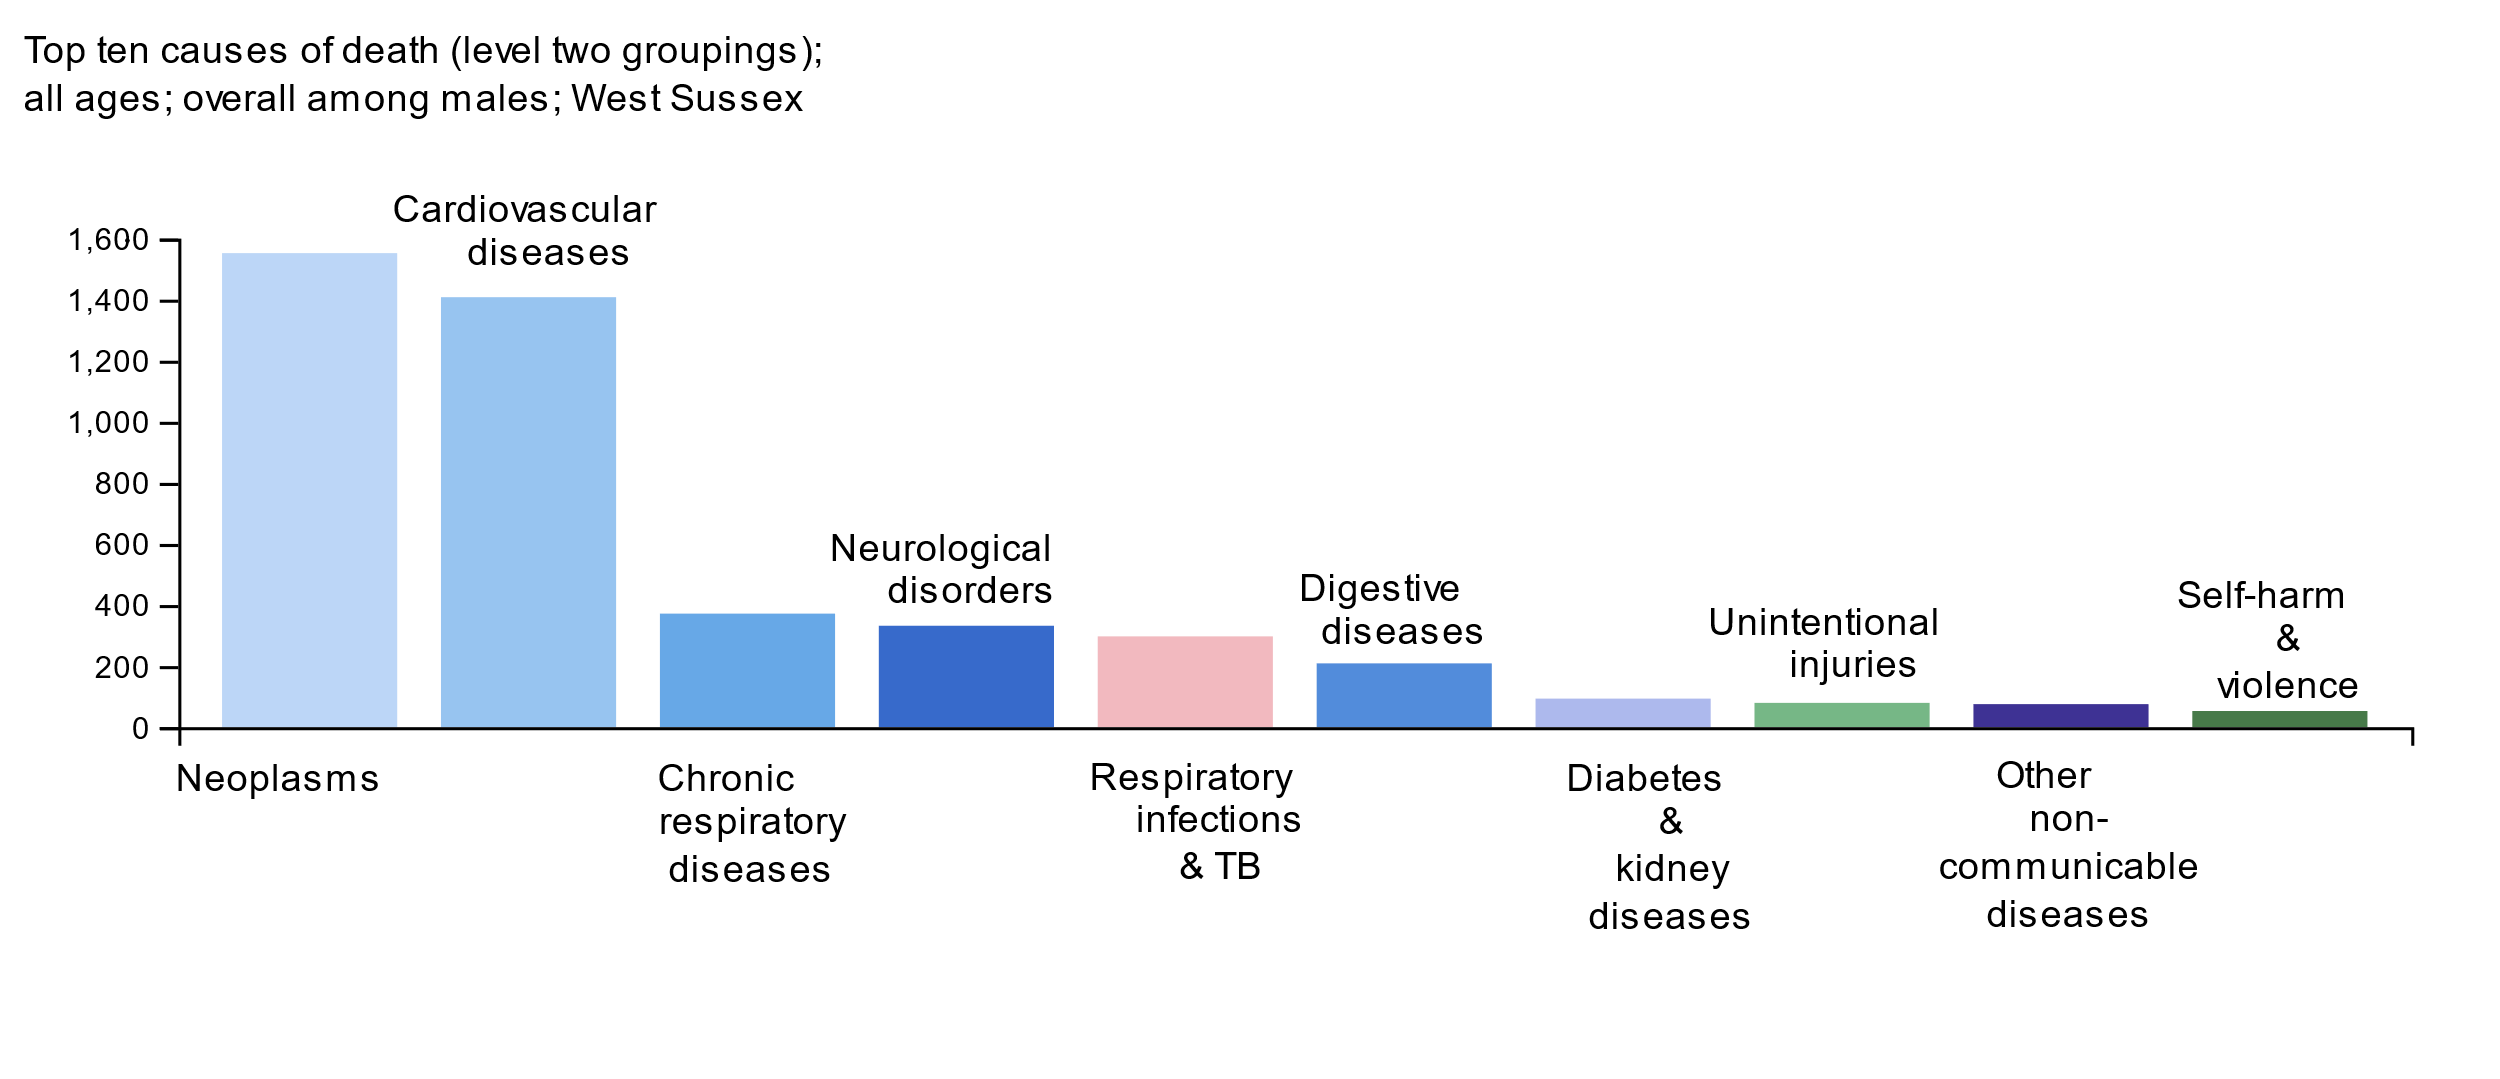 Top ten causes of death (level two groupings);
all ages; overall among males; West Sussex
Cardiovascular
diseases
1,600
1,400
1,200
1,000
800
600
400
200
0
Neurological
disorders
Digestive
diseases
Unintentional
injuries
Self-harm
&
violence
Neoplasms
Chronic
respiratory
diseases
Respiratory
infections
& TB
Diabetes
&
kidney
diseases
Other
non-
communicable
diseases